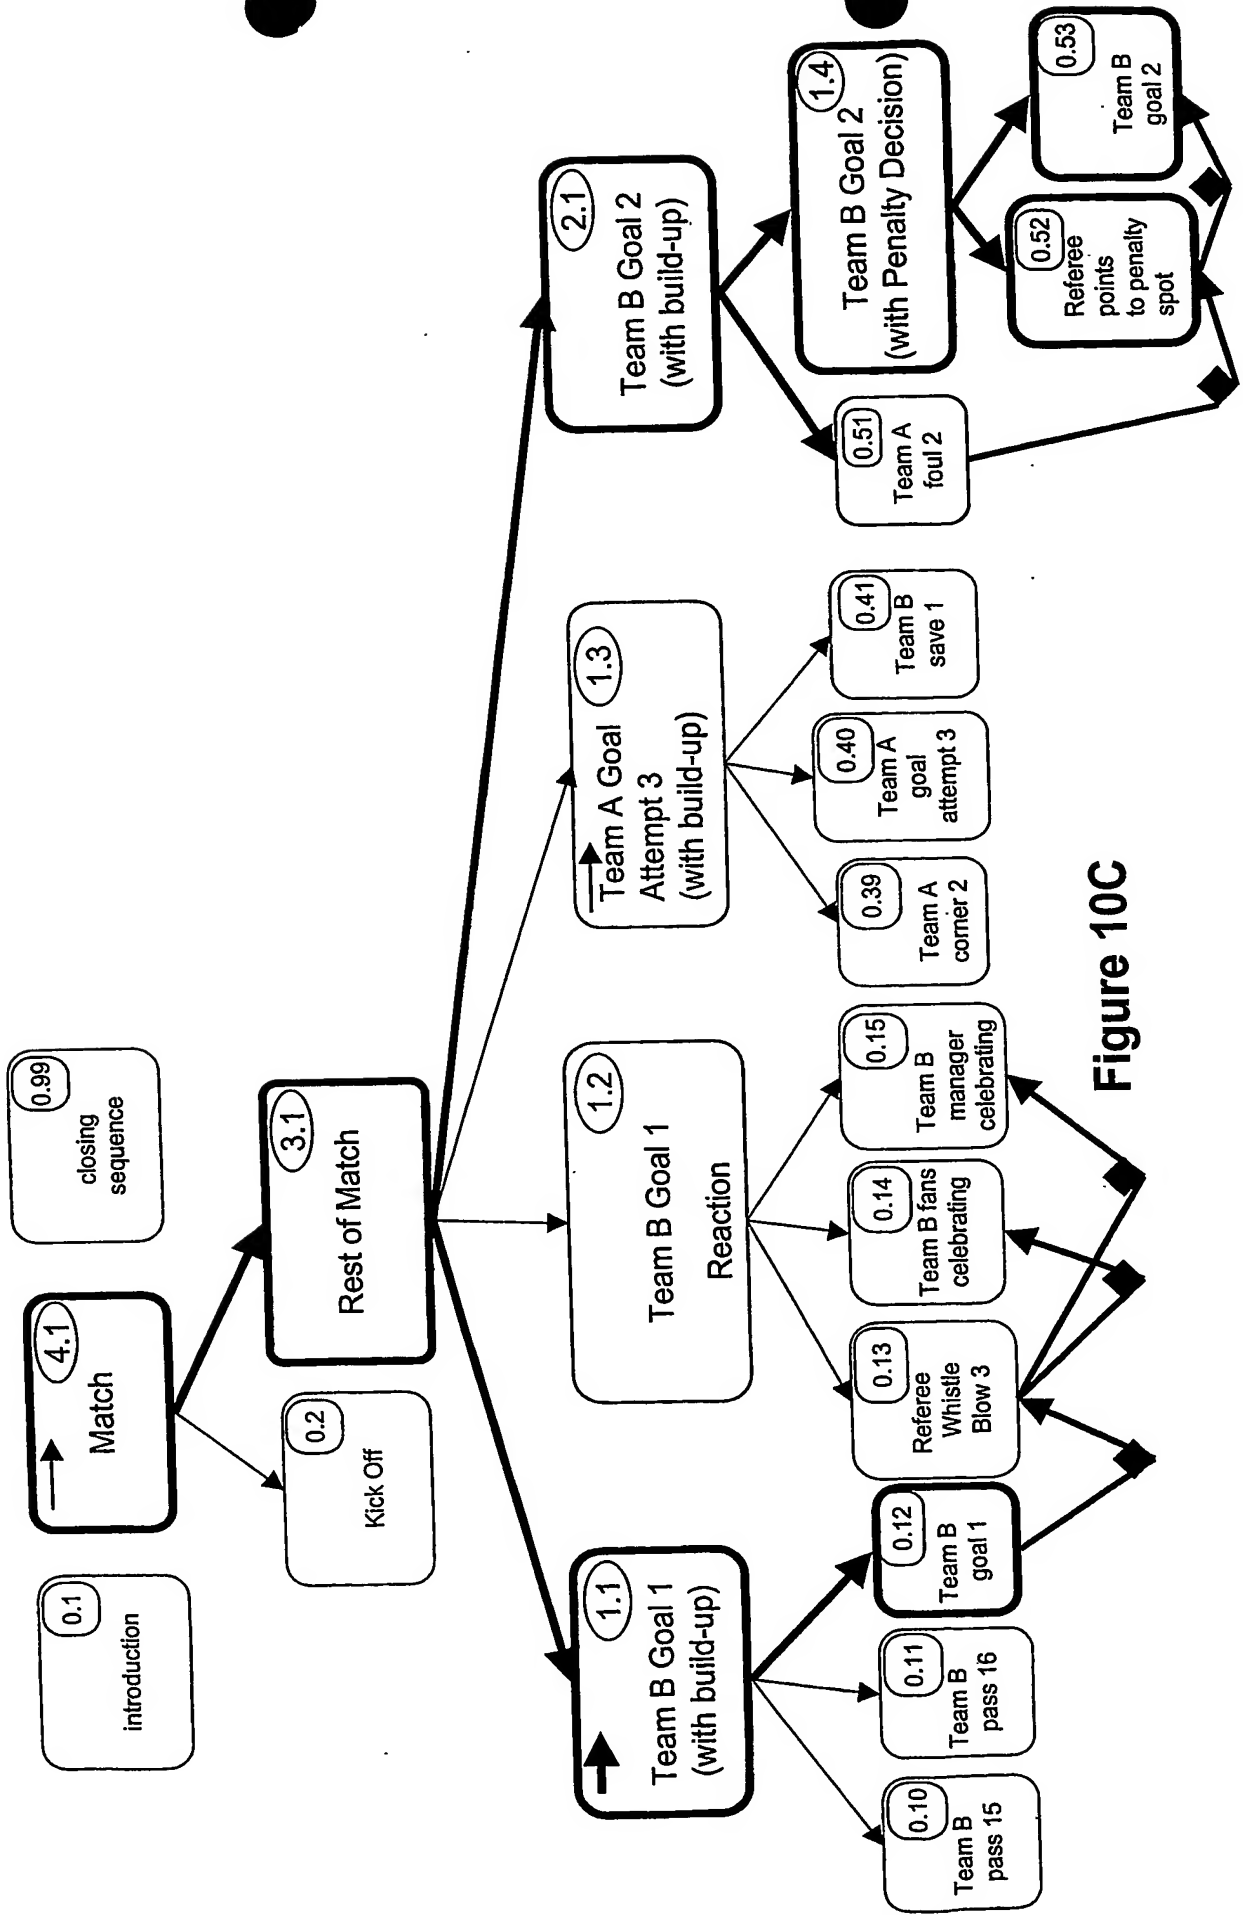 0.1
introduction
4.1
Match
0.99
closing
sequence
0.2
Kick Off
3.1
Rest of Match
1.1
Team B Goal 1
(with build-up)
1.2
Team B Goal 1
Reaction
1.3
Team A Goal
Attempt 3
(with build-up)
2.1
Team B Goal 2
(with build-up)
0.10
Team B
pass 15
0.11
Team B
pass 16
0.12
Team B
goal 1
0.13
Referee
Whistle
Blow 3
0.14
Team B fans
celebrating
0.15
Team B
manager
celebrating
0.39
Team A
corner 2
0.40
Team A
goal
attempt 3
0.41
Team B
save 1
0.51
Team A
foul 2
1.4
Team B Goal 2
(with Penalty Decision)
0.52
Referee
points
to penalty
spot
0.53
Team B
goal 2
Figure 10C